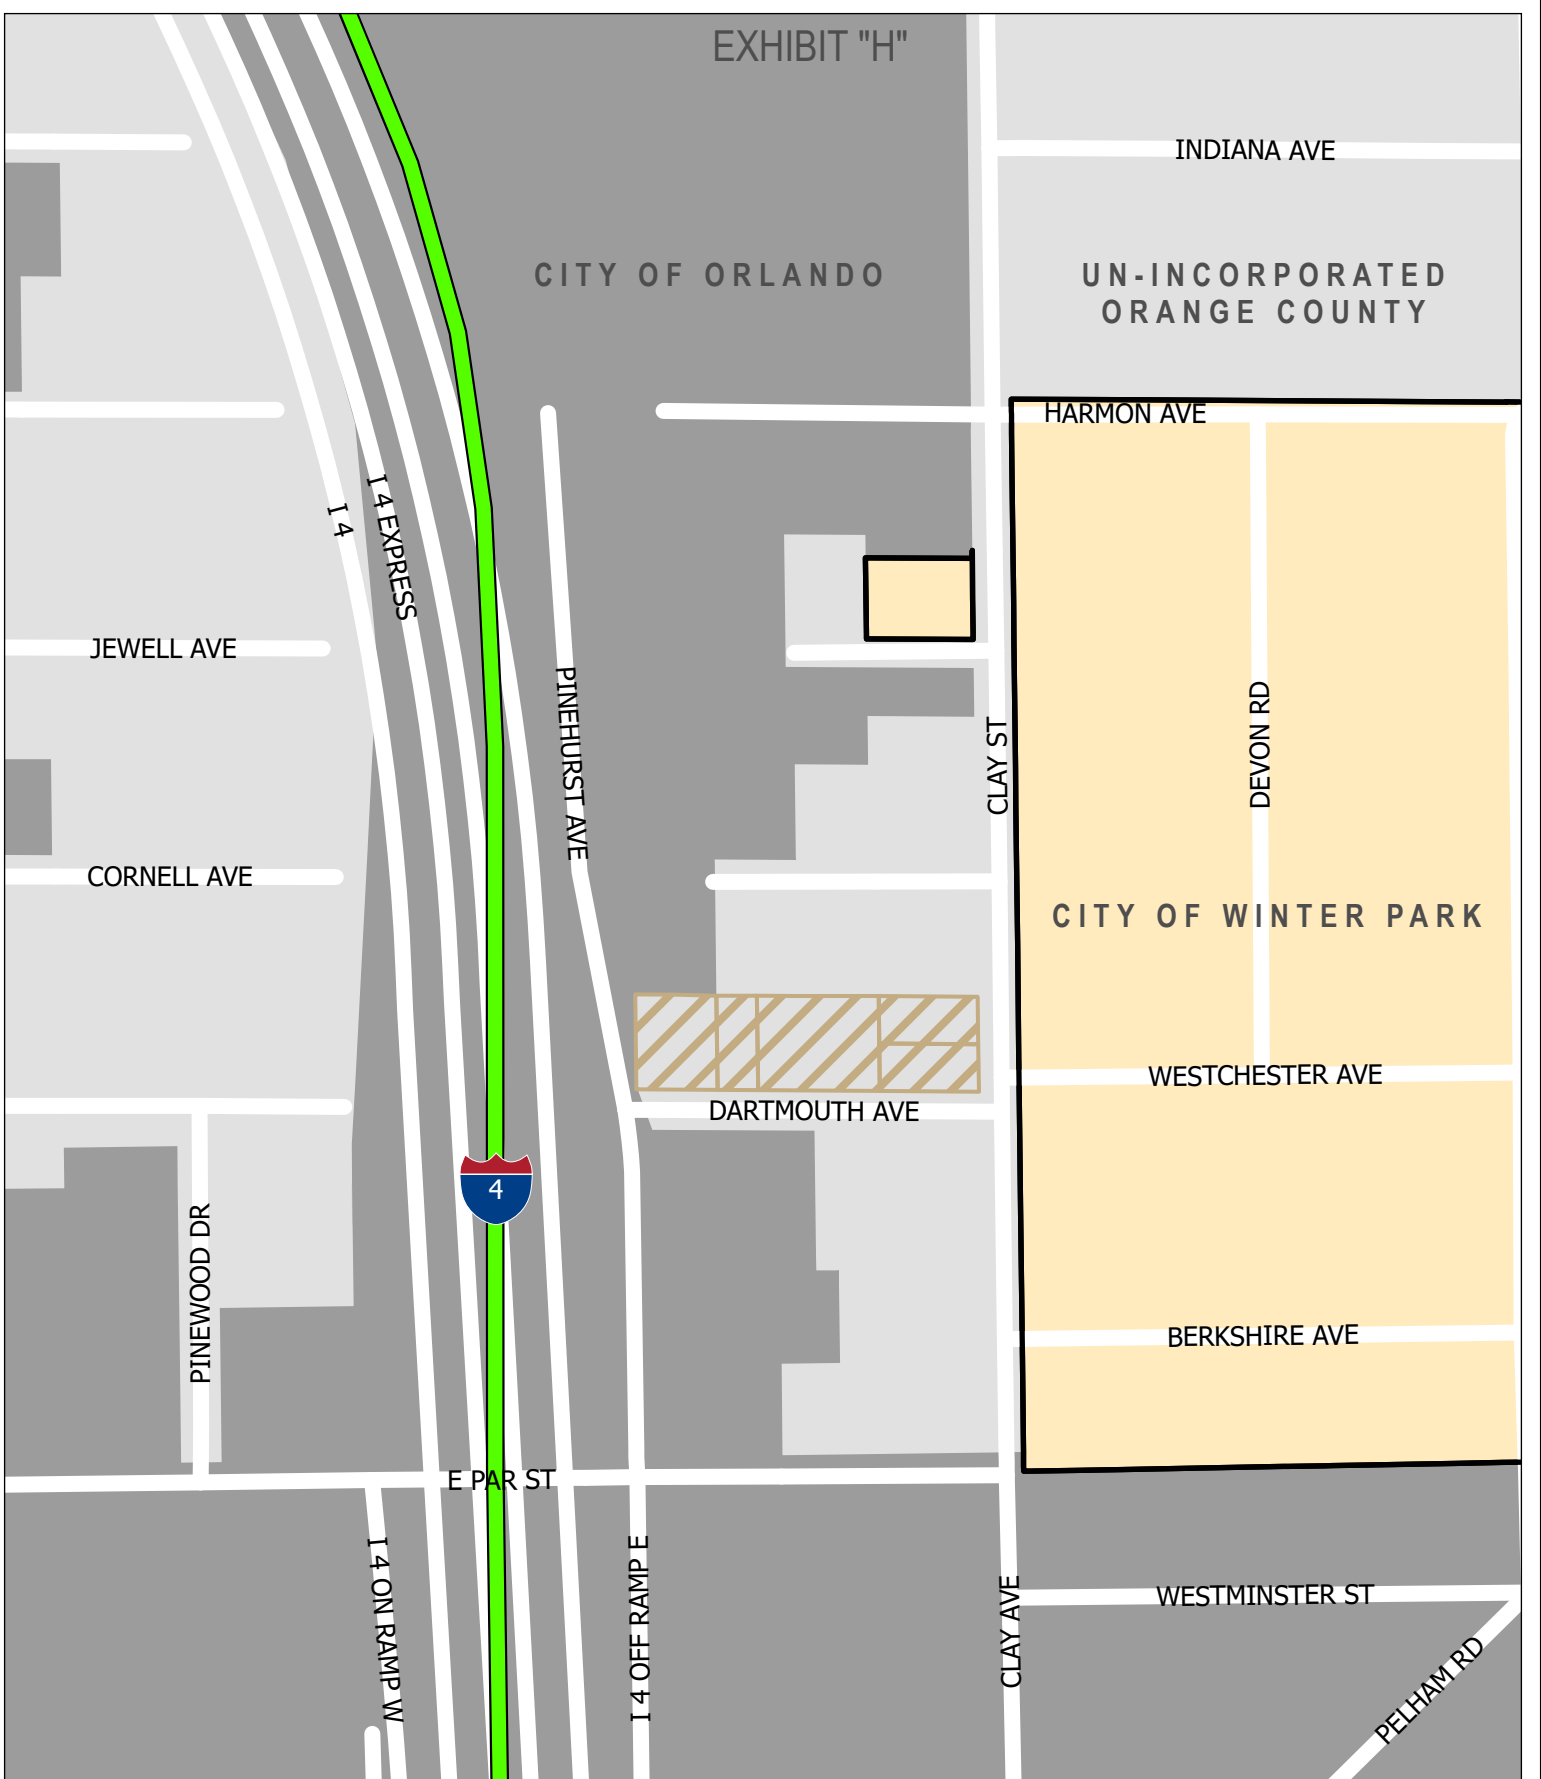 EXHIBIT "H"
INDIANA AVE
CITY OF ORLANDO
UN-INCORPORATED
ORANGE COUNTY
HARMON AVE
I 4
I 4 EXPRESS
JEWELL AVE
PINEHURST AVE
CLAY ST
DEVON RD
CORNELL AVE
CITY OF WINTER PARK
WESTCHESTER AVE
DARTMOUTH AVE
4
PINEWOOD DR
BERKSHIRE AVE
E PAR ST
I 4 ON RAMP W
I 4 OFF RAMP E
CLAY AVE
WESTMINSTER ST
PELHAM RD